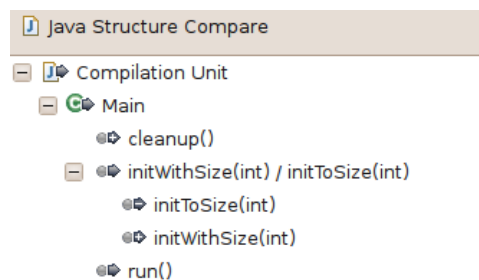 Java Structure Compare
Compilation Unit
Main
cleanup()
initWithSize(int) / initToSize(int)
initToSize(int)
initWithSize(int)
run()